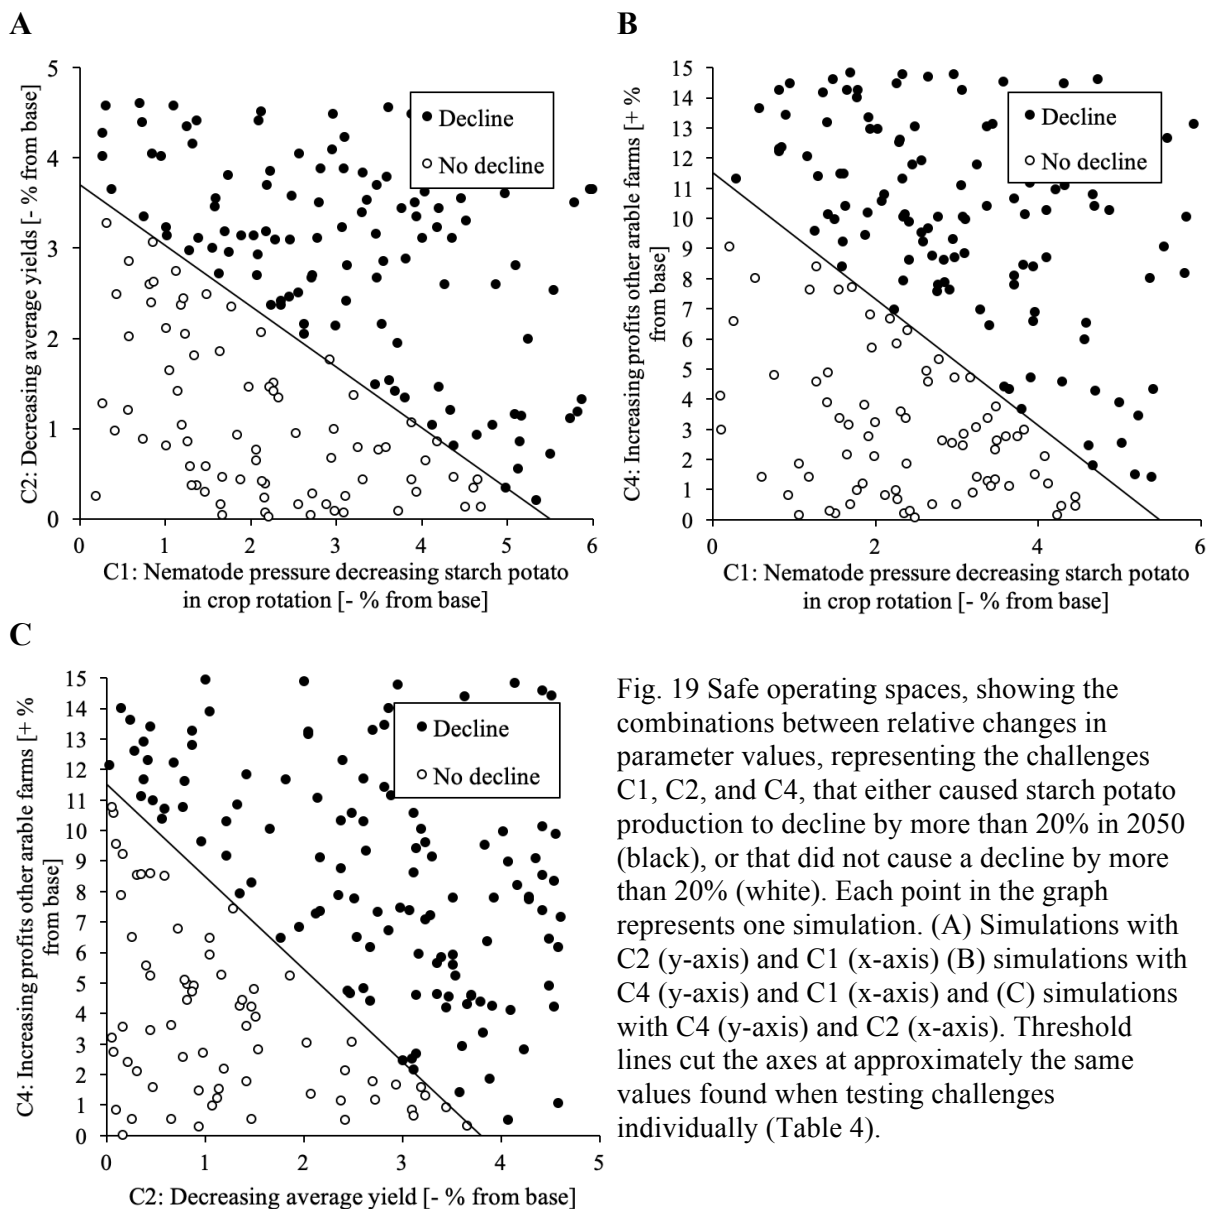 A
5
4
3
2
1
0
C2: Decreasing average yields [- % from base]
Decline
No decline
0 1 2 3 4 5 6
C1: Nematode pressure decreasing starch potato
in crop rotation [- % from base]
B
15
14
13
12
11
10
9
8
7
6
5
4
3
2
1
0
C4: Increasing profits other arable farms [+ %
from base]
Decline
No decline
0 2 4 6
C1: Nematode pressure decreasing starch potato
in crop rotation [- % from base]
C
15
14
13
12
11
10
9
8
7
6
5
4
3
2
1
0
C4: Increasing profits other arable farms [+ %
from base]
Decline
No decline
0 1 2 3 4 5
C2: Decreasing average yield [- % from base]
Fig. 19 Safe operating spaces, showing the
combinations between relative changes in
parameter values, representing the challenges
C1, C2, and C4, that either caused starch potato
production to decline by more than 20% in 2050
(black), or that did not cause a decline by more
than 20% (white). Each point in the graph
represents one simulation. (A) Simulations with
C2 (y-axis) and C1 (x-axis) (B) simulations with
C4 (y-axis) and C1 (x-axis) and (C) simulations
with C4 (y-axis) and C2 (x-axis). Threshold
lines cut the axes at approximately the same
values found when testing challenges
individually (Table 4).